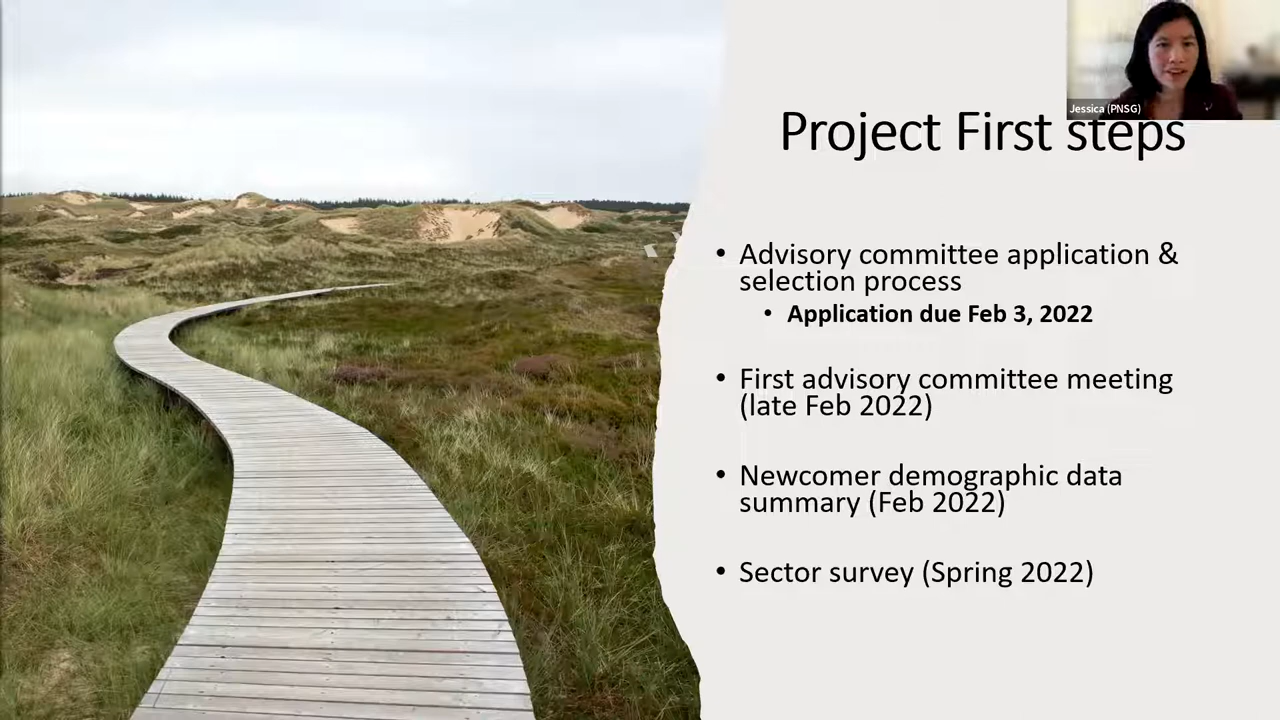 Jessica (PNSG)
Project First steps
• Advisory committee application &
selection process
• Application due Feb 3, 2022
• First advisory committee meeting
(late Feb 2022)
• Newcomer demographic data
summary (Feb 2022)
• Sector survey (Spring 2022)